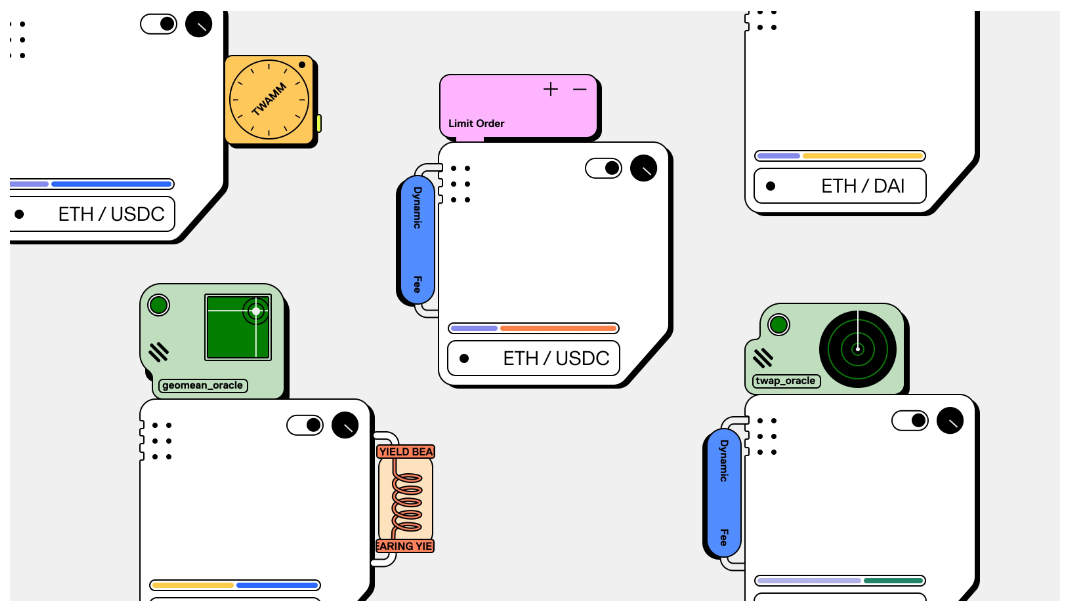 TWAMM
ETH / USDC
+ −
Limit Order
Dynamic
Fee
ETH / USDC
ETH / DAI
geomean_oracle
YIELD BEA
EARING YIE
twap_oracle
Dynamic
Fee